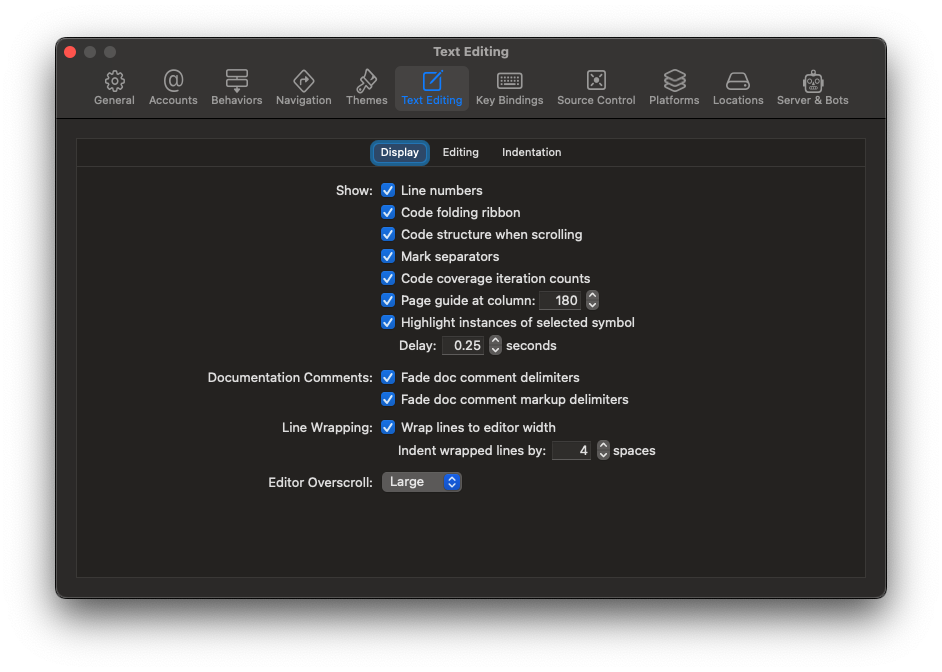 Text Editing
General Accounts Behaviors Navigation Themes Text Editing Key Bindings Source Control Platforms Locations Server & Bots
Display Editing Indentation
Show: Line numbers
Code folding ribbon
Code structure when scrolling
Mark separators
Code coverage iteration counts
Page guide at column: 180
Highlight instances of selected symbol
Delay: 0.25 seconds
Documentation Comments: Fade doc comment delimiters
Fade doc comment markup delimiters
Line Wrapping: Wrap lines to editor width
Indent wrapped lines by: 4 spaces
Editor Overscroll: Large